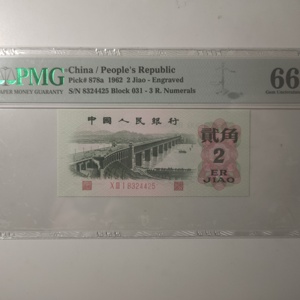 PMG
PAPER MONEY GUARANTY
China / People's Republic
Pick# 878a 1962 2 Jiao - Engraved
S/N 8324425 Block 031 - 3 R. Numerals
66
中国人民银行
贰角
2
ER
JIAO
8324425